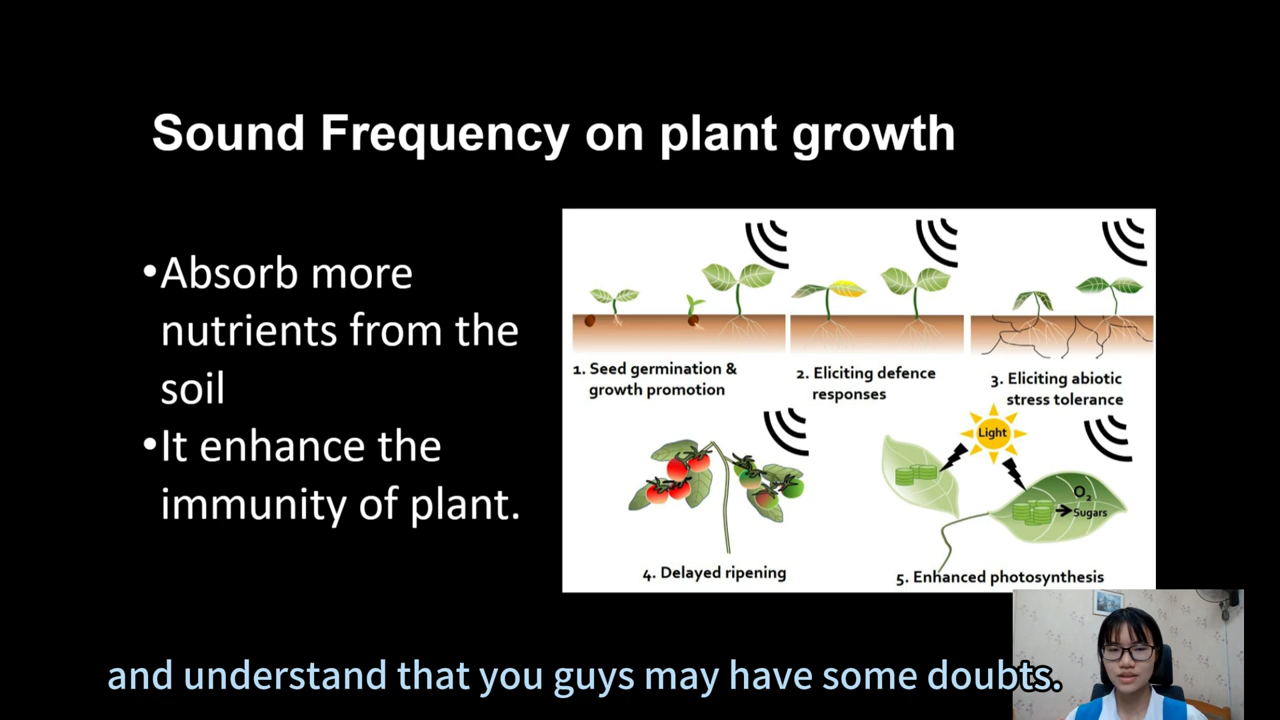 Sound Frequency on plant growth
•Absorb more
nutrients from the
soil
•It enhance the
immunity of plant.
1. Seed germination &
growth promotion
2. Eliciting defence
responses
3. Eliciting abiotic
stress tolerance
Light
O₂
Sugars
4. Delayed ripening
5. Enhanced photosynthesis
and understand that you guys may have some doubts.